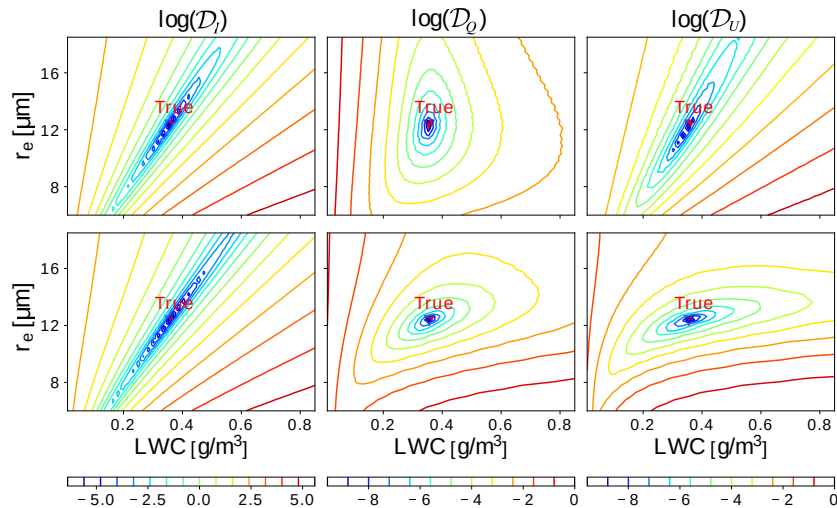 log(𝒟_I) log(𝒟_Q) log(𝒟_U)
r_e [μm]
16
12
8
True True True
r_e [μm]
16
12
8
True True True
0.2 0.4 0.6 0.8 0.2 0.4 0.6 0.8 0.2 0.4 0.6 0.8
LWC [g/m³] LWC [g/m³] LWC [g/m³]
−5.0 −2.5 0.0 2.5 5.0 −8 −6 −4 −2 0 −8 −6 −4 −2 0